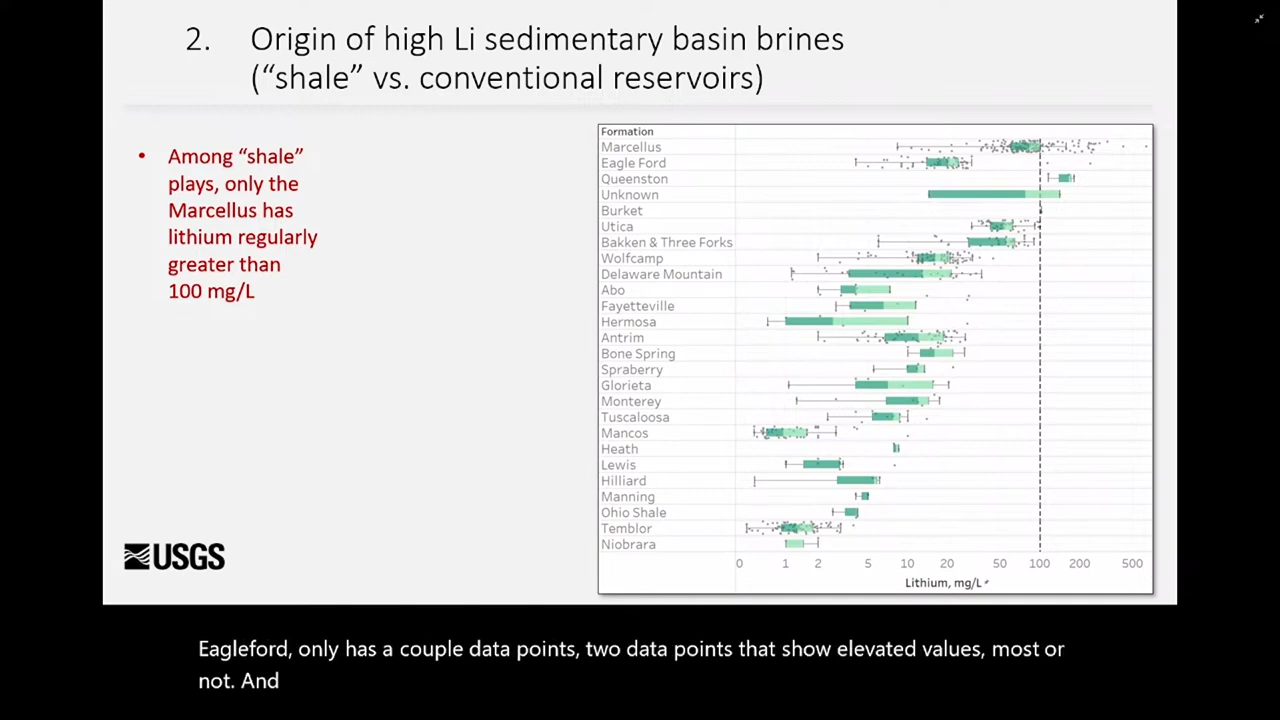 2. Origin of high Li sedimentary basin brines
(“shale” vs. conventional reservoirs)
• Among “shale”
plays, only the
Marcellus has
lithium regularly
greater than
100 mg/L
Formation
Marcellus
Eagle Ford
Queenston
Unknown
Burket
Utica
Bakken & Three Forks
Wolfcamp
Delaware Mountain
Abo
Fayetteville
Hermosa
Antrim
Bone Spring
Spraberry
Glorieta
Monterey
Tuscaloosa
Mancos
Heath
Lewis
Hilliard
Manning
Ohio Shale
Temblor
Niobrara
0 1 2 5 10 20 50 100 200 500
Lithium, mg/L
USGS
Eagleford, only has a couple data points, two data points that show elevated values, most or
not. And